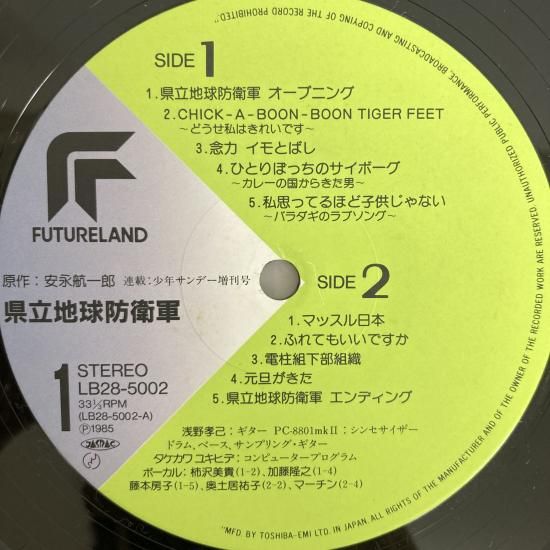 SIDE 1
1.県立地球防衛軍 オープニング
2.CHICK-A-BOON-BOON TIGER FEET
～どうせ私はきれいです～
3.念力 イモとばし
4.ひとりぼっちのサイボーグ
～カレーの国からきた男～
5.私思ってるほど子供じゃない
～バラダギのラブソング～
FUTURELAND
原作：安永航一郎 連載：少年サンデー増刊号
県立地球防衛軍
1
STEREO
LB28-5002
33⅓RPM
(LB28-5002-A)
Ⓟ1985
JASRAC
SIDE 2
1.マッスル日本
2.ふれてもいいですか
3.電柱組下部組織
4.元旦がきた
5.県立地球防衛軍 エンディング
浅野孝己：ギター PC-8801mkⅡ：シンセサイザー
ドラム、ベース、サンプリング・ギター
タケカワユキヒデ：コンピュータープログラム
ボーカル：柿沢美貴(1-2)、加藤隆之(1-4)
藤本房子(1-5)、奥土居祐子(2-2)、マーチン(2-4)
UNAUTHORIZED PUBLIC PERFORMANCE, BROADCASTING AND COPYING OF THE RECORD PROHIBITED."
"MFD. BY TOSHIBA-EMI LTD. IN JAPAN. ALL RIGHTS OF THE MANUFACTURER AND OF THE OWNER OF THE RECORDED WORK ARE RESERVED.